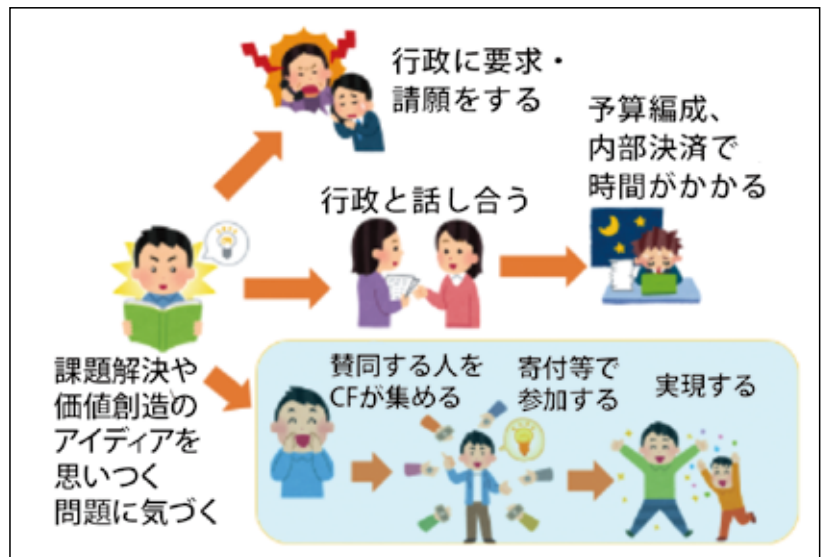 行政に要求・
請願をする
予算編成、
内部決済で
時間がかかる
行政と話し合う
課題解決や
価値創造の
アイディアを
思いつく
問題に気づく
賛同する人を
CFが集める
寄付等で
参加する
実現する